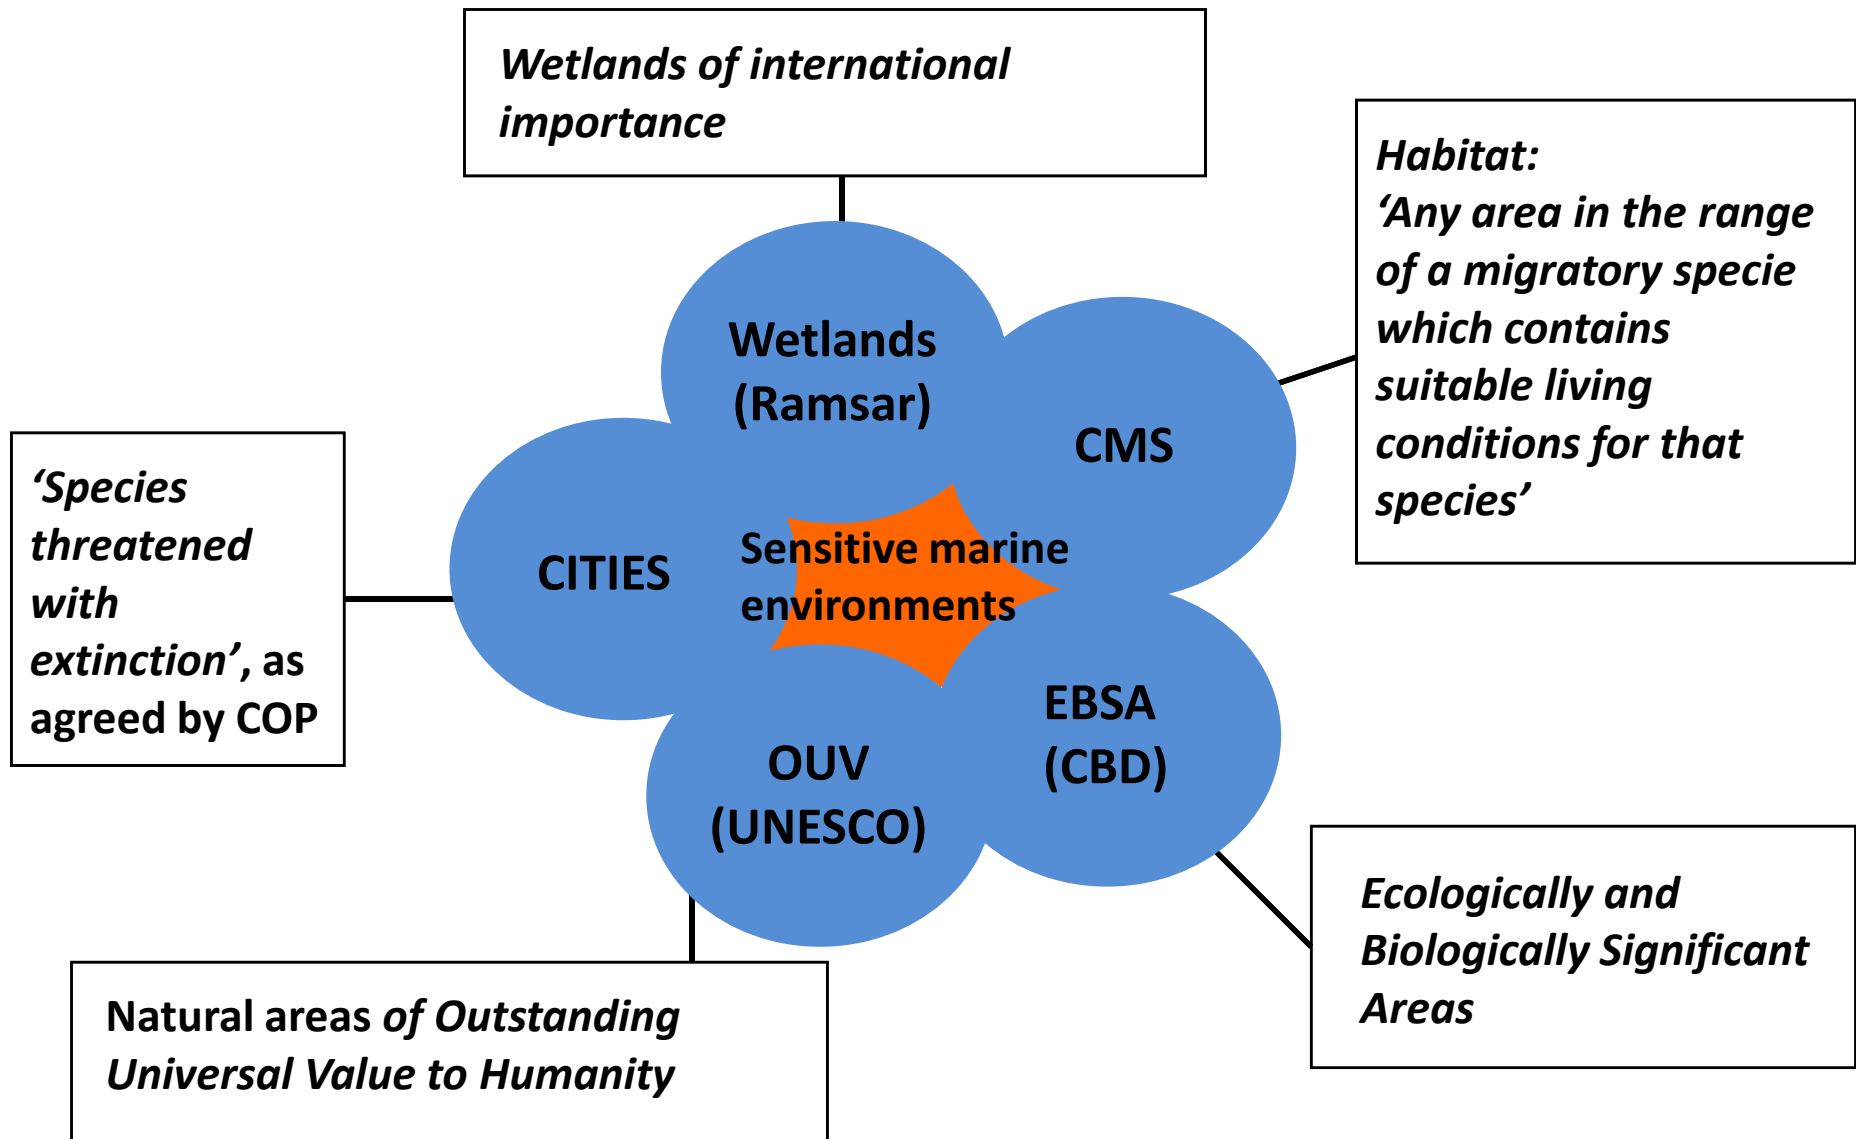 Wetlands of international
importance
Habitat:
‘Any area in the range
of a migratory specie
which contains
suitable living
conditions for that
species’
Wetlands
(Ramsar)
CMS
‘Species
threatened
with
extinction’, as
agreed by COP
CITIES
Sensitive marine
environments
EBSA
(CBD)
OUV
(UNESCO)
Ecologically and
Biologically Significant
Areas
Natural areas of Outstanding
Universal Value to Humanity